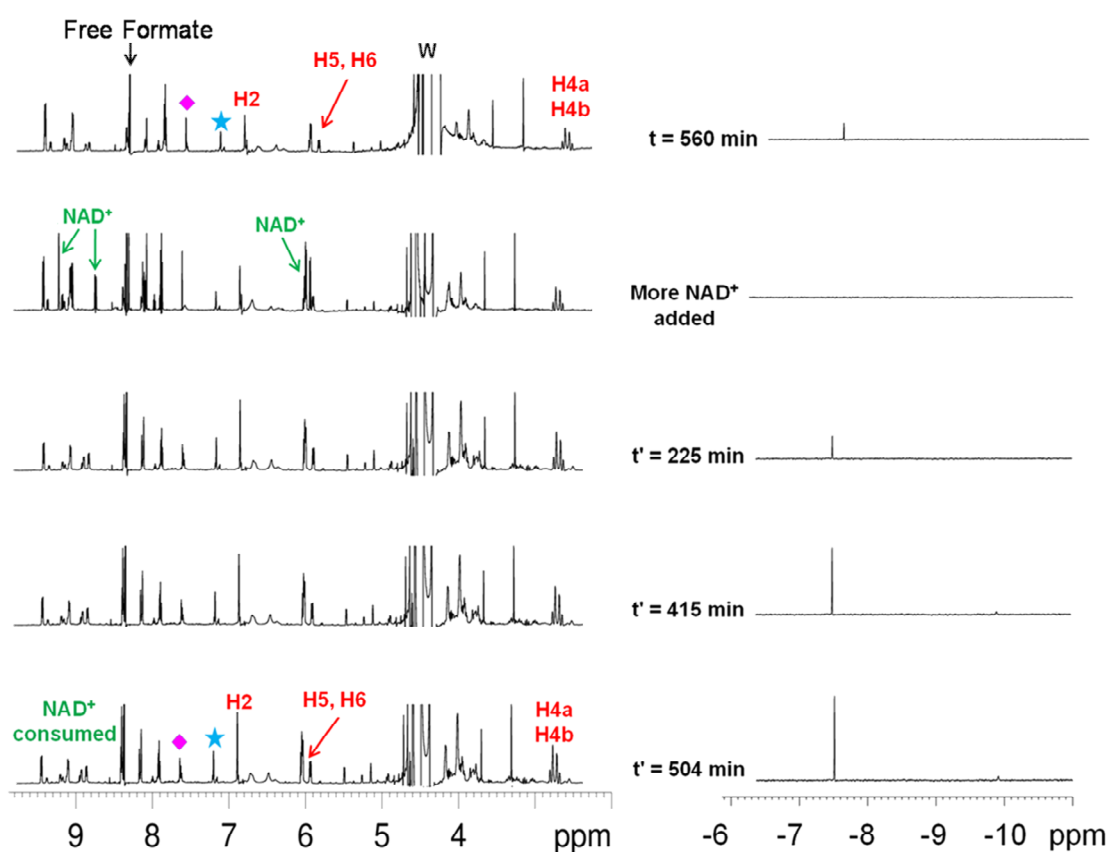 Free Formate
W
H5, H6
H4a
H4b
H2
t = 560 min
NAD⁺
NAD⁺
More NAD⁺
added
t' = 225 min
t' = 415 min
NAD⁺
consumed
H2
H5, H6
H4a
H4b
t' = 504 min
9 8 7 6 5 4 ppm
-6 -7 -8 -9 -10 ppm